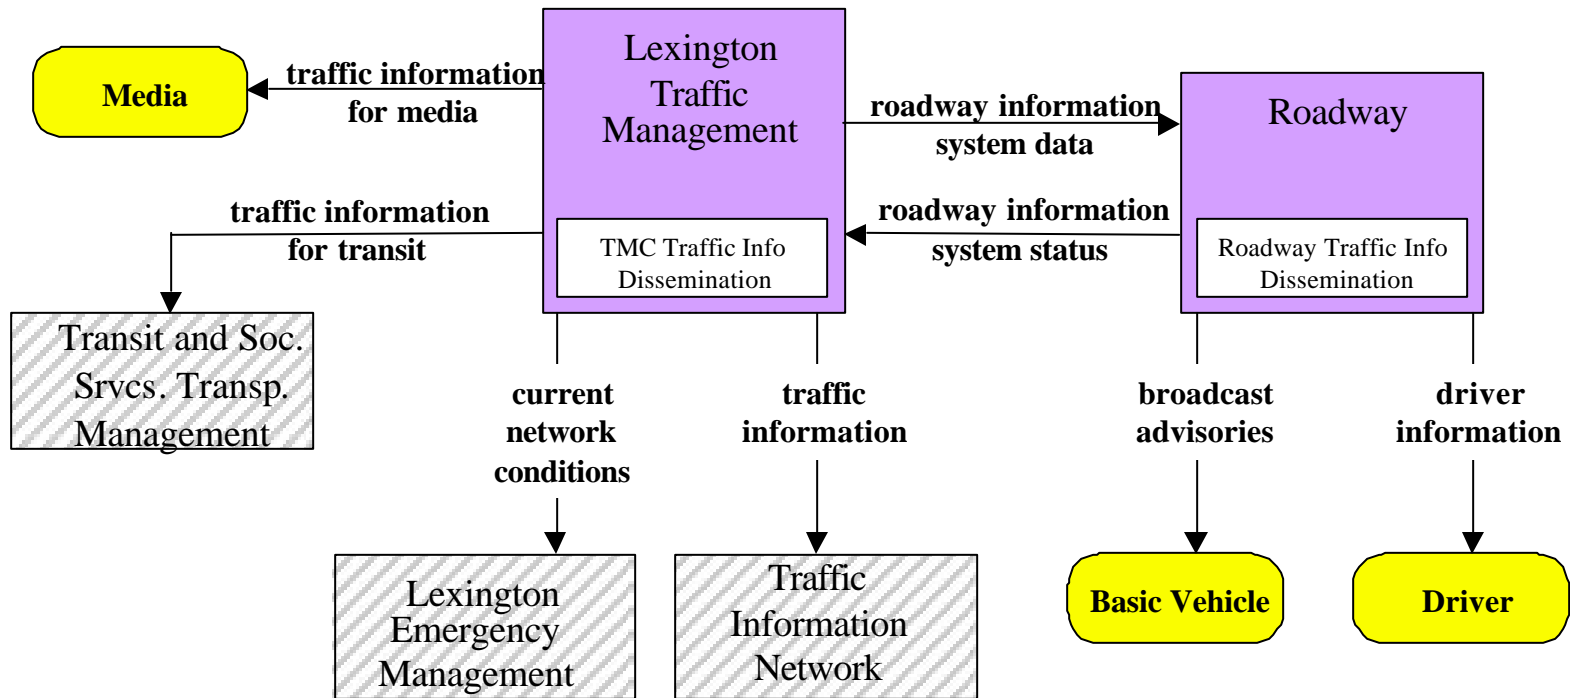 Media
traffic information
for media
Lexington
Traffic
Management
roadway information
system data
Roadway
traffic information
for transit
TMC Traffic Info
Dissemination
roadway information
system status
Roadway Traffic Info
Dissemination
Transit and Soc.
Srvcs. Transp.
Management
current
network
conditions
traffic
information
broadcast
advisories
driver
information
Lexington
Emergency
Management
Traffic
Information
Network
Basic Vehicle
Driver